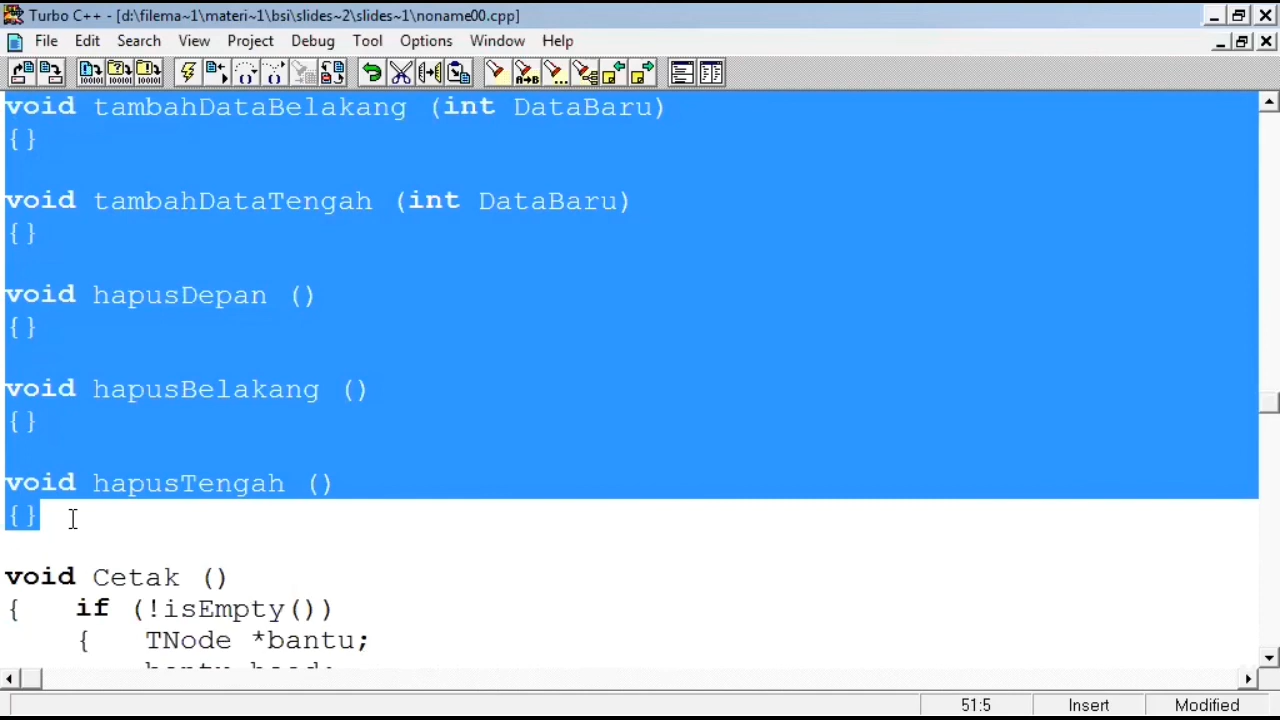 Turbo C++ - [d:\filema~1\materi~1\bsi\slides~2\slides~1\noname00.cpp]
File Edit Search View Project Debug Tool Options Window Help
void tambahDataBelakang (int DataBaru)
{}
void tambahDataTengah (int DataBaru)
{}
void hapusDepan ()
{}
void hapusBelakang ()
{}
void hapusTengah ()
{}
void Cetak ()
{ if (!isEmpty())
{ TNode *bantu;
51:5 Insert Modified